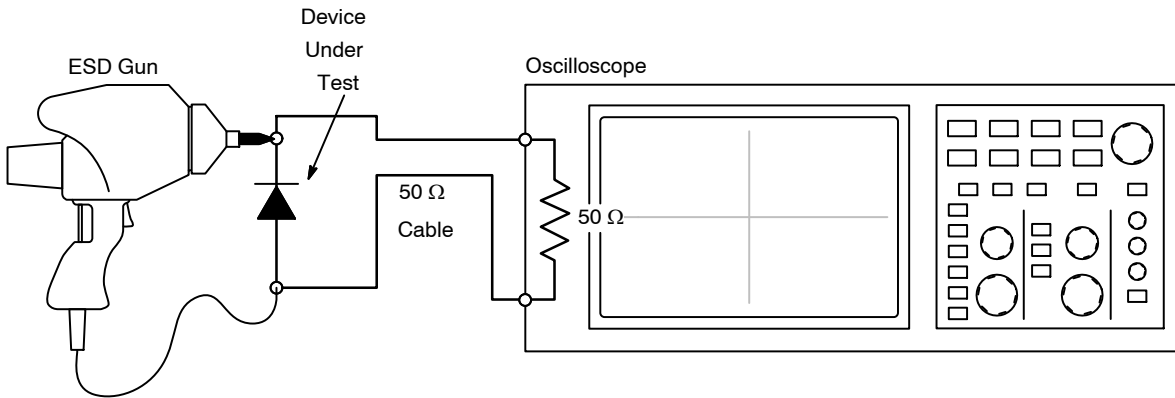 Device
Under
Test
ESD Gun
Oscilloscope
50 Ω
Cable
50 Ω